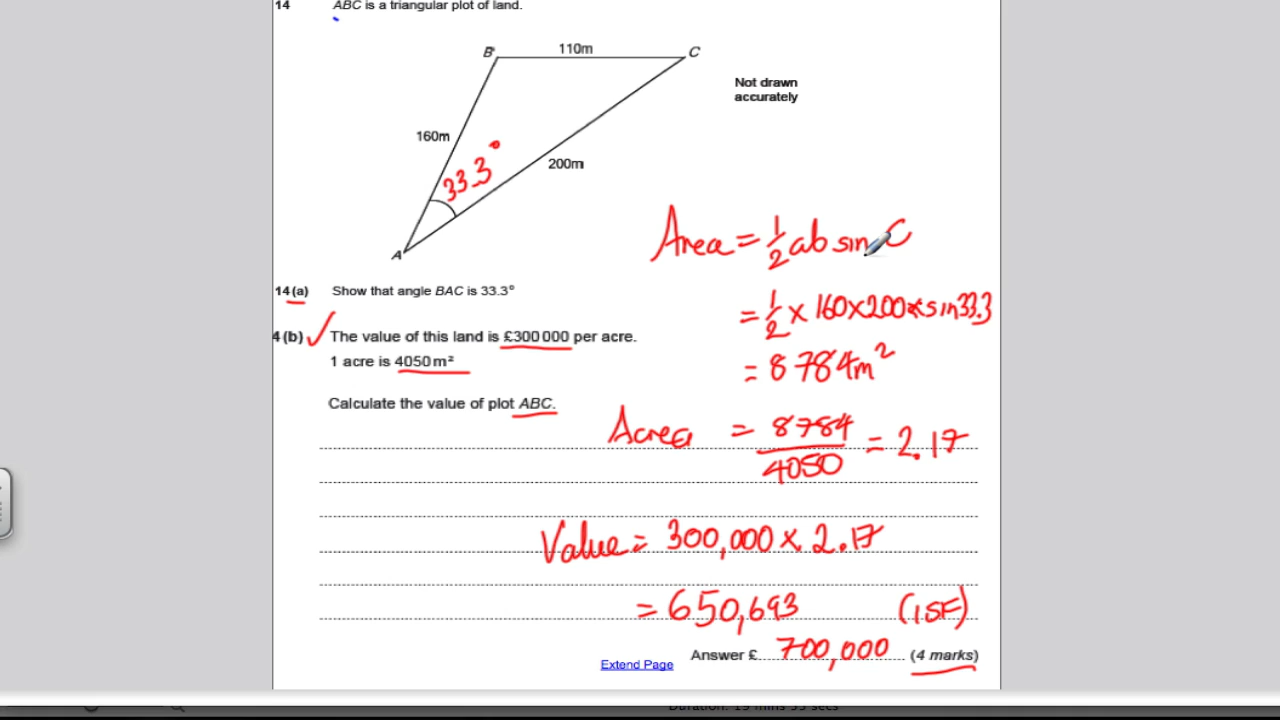 14 ABC is a triangular plot of land.
B 110m C
Not drawn
accurately
160m
200m
33.3°
A
Area = 1/2 ab sin C
14(a) Show that angle BAC is 33.3°
= 1/2 × 160 × 200 × sin 33.3
4(b) ✓ The value of this land is £300 000 per acre.
1 acre is 4050 m²
= 8784m²
Calculate the value of plot ABC.
Acrea = 8784/4050 = 2.17
Value = 300,000 × 2.17
= 650,693 (1SF)
Extend Page Answer £ 700,000 (4 marks)